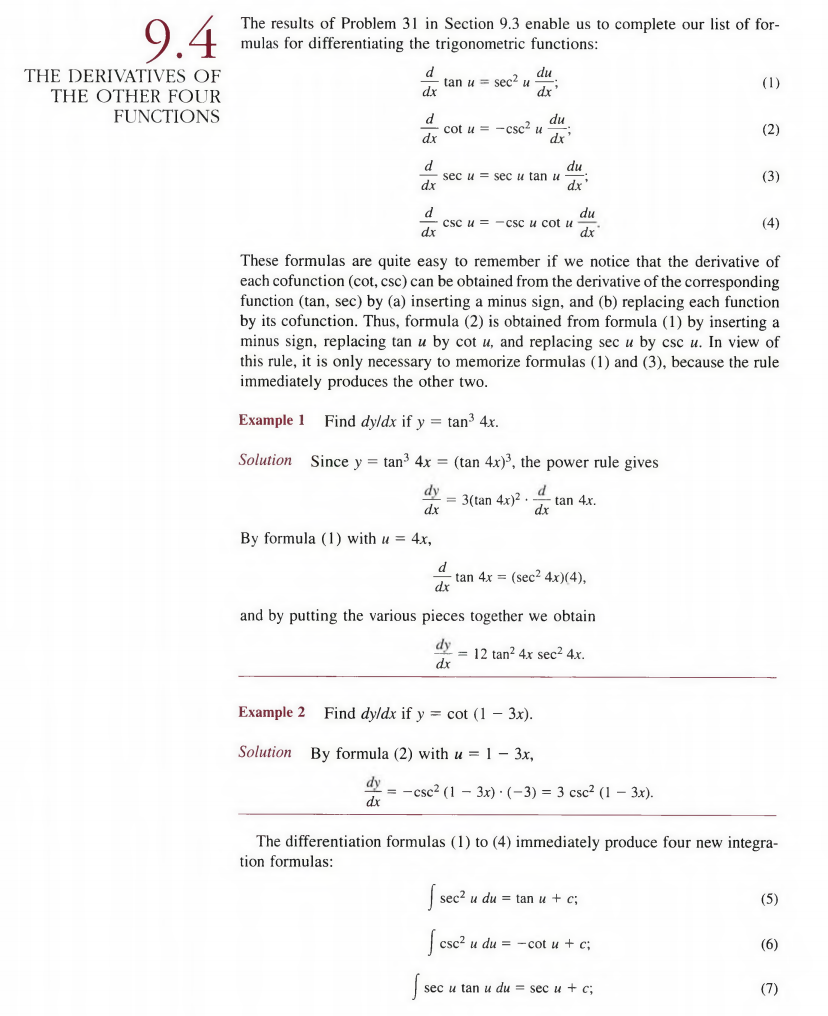 9.4
THE DERIVATIVES OF
THE OTHER FOUR
FUNCTIONS
The results of Problem 31 in Section 9.3 enable us to complete our list of for-
mulas for differentiating the trigonometric functions:
d/dx tan u = sec² u du/dx; (1)
d/dx cot u = −csc² u du/dx; (2)
d/dx sec u = sec u tan u du/dx; (3)
d/dx csc u = −csc u cot u du/dx. (4)
These formulas are quite easy to remember if we notice that the derivative of
each cofunction (cot, csc) can be obtained from the derivative of the corresponding
function (tan, sec) by (a) inserting a minus sign, and (b) replacing each function
by its cofunction. Thus, formula (2) is obtained from formula (1) by inserting a
minus sign, replacing tan u by cot u, and replacing sec u by csc u. In view of
this rule, it is only necessary to memorize formulas (1) and (3), because the rule
immediately produces the other two.
Example 1 Find dy/dx if y = tan³ 4x.
Solution Since y = tan³ 4x = (tan 4x)³, the power rule gives
dy/dx = 3(tan 4x)² · d/dx tan 4x.
By formula (1) with u = 4x,
d/dx tan 4x = (sec² 4x)(4),
and by putting the various pieces together we obtain
dy/dx = 12 tan² 4x sec² 4x.
Example 2 Find dy/dx if y = cot (1 − 3x).
Solution By formula (2) with u = 1 − 3x,
dy/dx = −csc² (1 − 3x) · (−3) = 3 csc² (1 − 3x).
The differentiation formulas (1) to (4) immediately produce four new integra-
tion formulas:
∫ sec² u du = tan u + c; (5)
∫ csc² u du = −cot u + c; (6)
∫ sec u tan u du = sec u + c; (7)